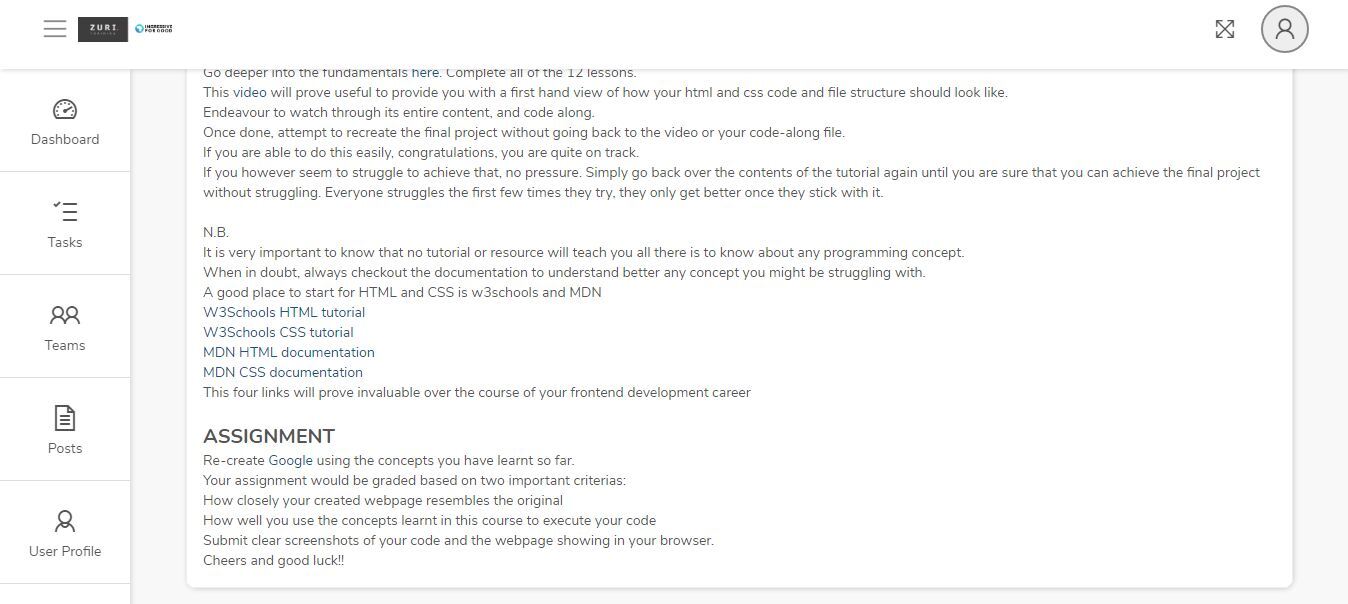 ZURI
TRAINING
INGRESSIVE
FOR GOOD
Dashboard
Tasks
Teams
Posts
User Profile
Go deeper into the fundamentals here. Complete all of the 12 lessons.
This video will prove useful to provide you with a first hand view of how your html and css code and file structure should look like.
Endeavour to watch through its entire content, and code along.
Once done, attempt to recreate the final project without going back to the video or your code-along file.
If you are able to do this easily, congratulations, you are quite on track.
If you however seem to struggle to achieve that, no pressure. Simply go back over the contents of the tutorial again until you are sure that you can achieve the final project
without struggling. Everyone struggles the first few times they try, they only get better once they stick with it.
N.B.
It is very important to know that no tutorial or resource will teach you all there is to know about any programming concept.
When in doubt, always checkout the documentation to understand better any concept you might be struggling with.
A good place to start for HTML and CSS is w3schools and MDN
W3Schools HTML tutorial
W3Schools CSS tutorial
MDN HTML documentation
MDN CSS documentation
This four links will prove invaluable over the course of your frontend development career
ASSIGNMENT
Re-create Google using the concepts you have learnt so far.
Your assignment would be graded based on two important criterias:
How closely your created webpage resembles the original
How well you use the concepts learnt in this course to execute your code
Submit clear screenshots of your code and the webpage showing in your browser.
Cheers and good luck!!